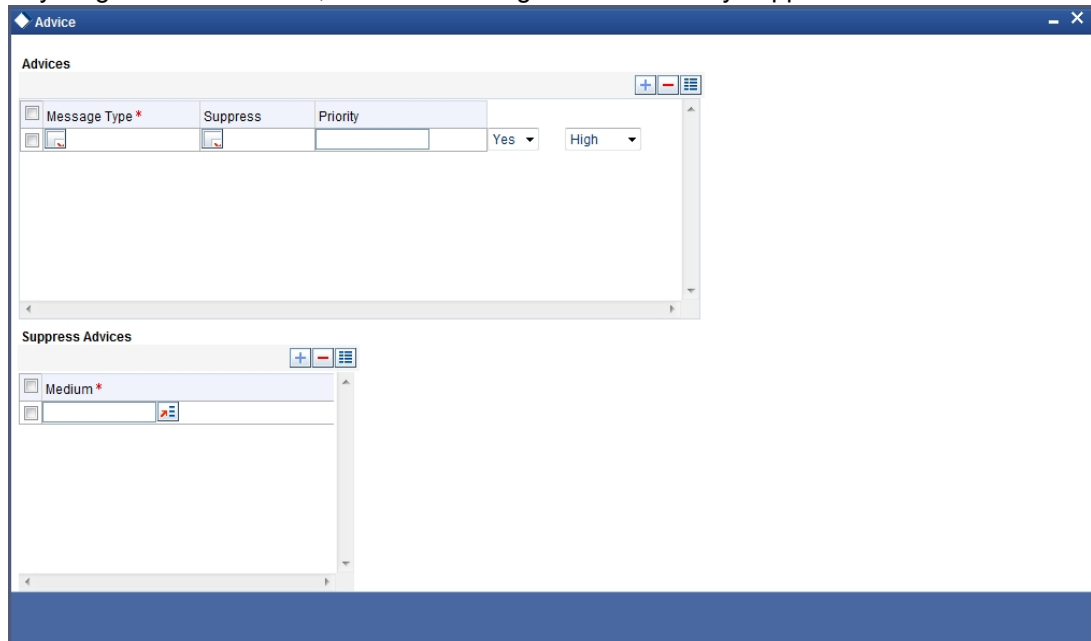 Advice
Advices
Message Type * Suppress Priority
Yes High
Suppress Advices
Medium *